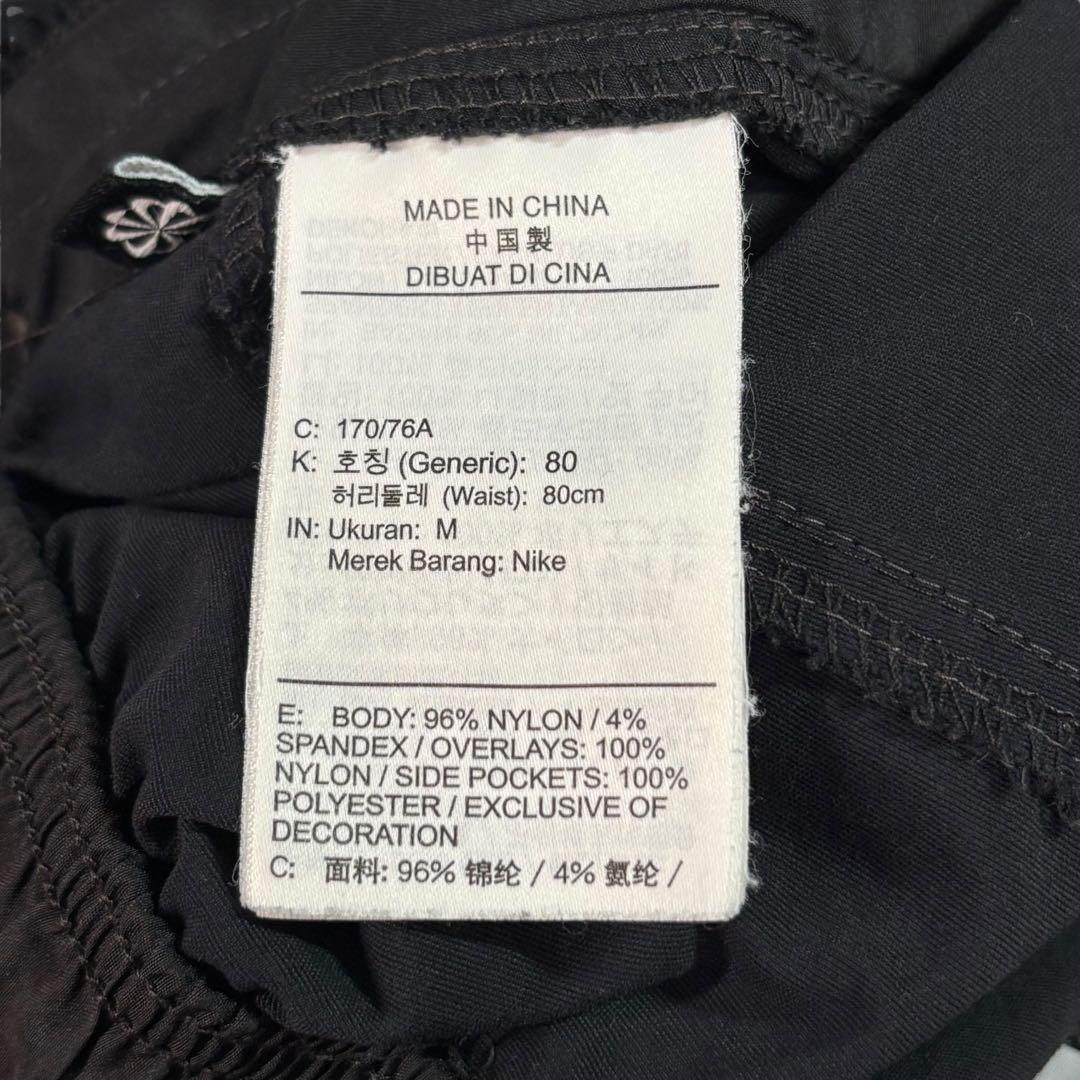 MADE IN CHINA
中国製
DIBUAT DI CINA
C: 170/76A
K: 호칭 (Generic): 80
허리둘레 (Waist): 80cm
IN: Ukuran: M
Merek Barang: Nike
E: BODY: 96% NYLON / 4%
SPANDEX / OVERLAYS: 100%
NYLON / SIDE POCKETS: 100%
POLYESTER / EXCLUSIVE OF
DECORATION
C: 面料: 96% 锦纶 / 4% 氨纶 /